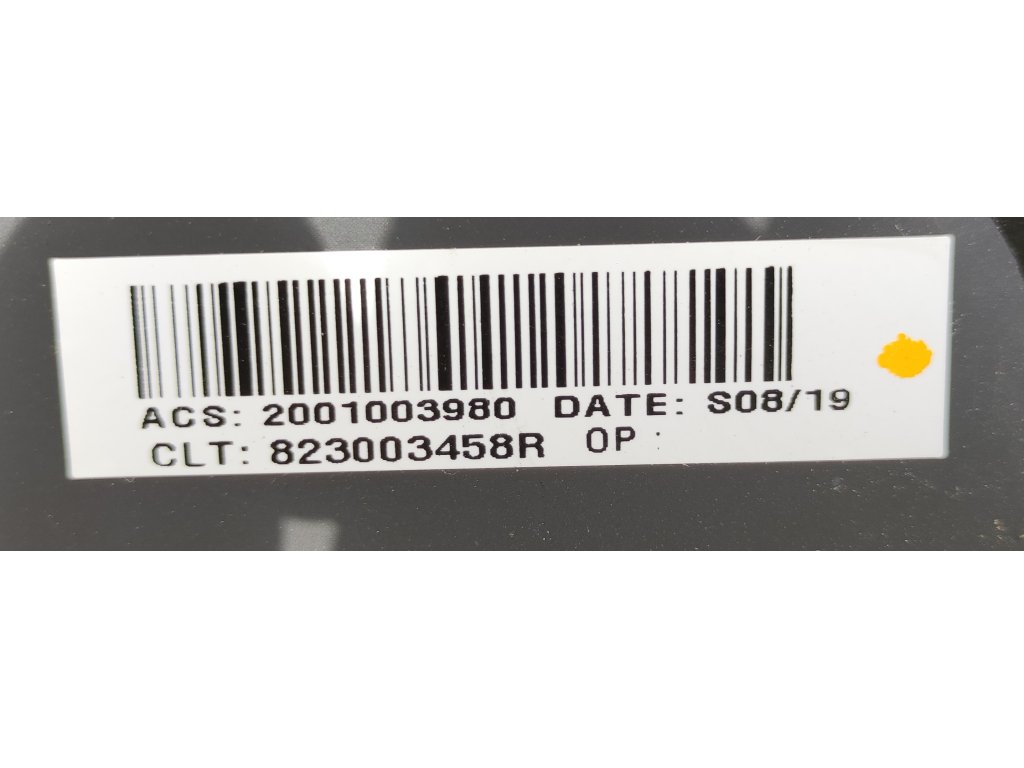 ACS: 2001003980 DATE: S08/19
CLT: 823003458R OP :